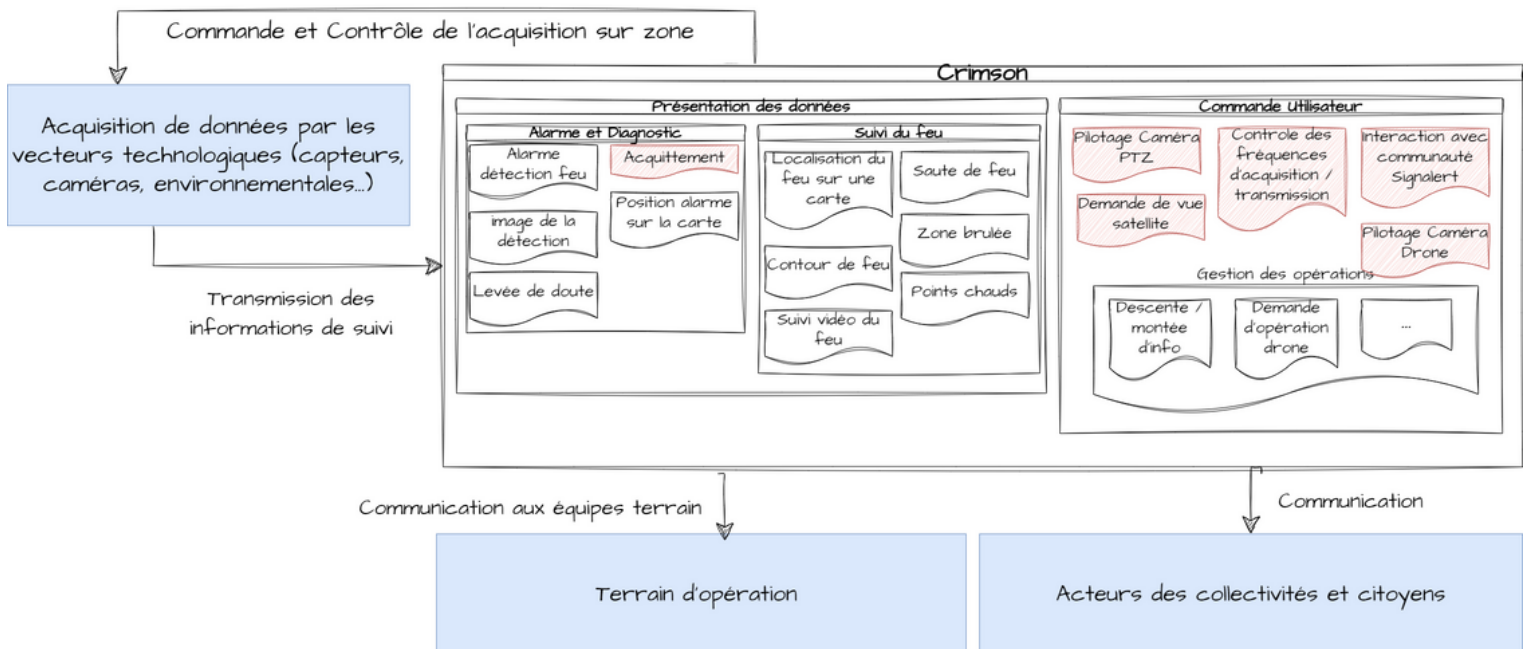 Commande et Contrôle de l'acquisition sur zone
Acquisition de données par les
vecteurs technologiques (capteurs,
caméras, environnementales...)
Transmission des
informations de suivi
Crimson
Présentation des données
Alarme et Diagnostic
Alarme
détection feu
Acquittement
image de la
détection
Position alarme
sur la carte
Levée de doute
Suivi du feu
Localisation du
feu sur une
carte
Saute de feu
Zone brulée
Contour de feu
Points chauds
Suivi vidéo du
feu
Commande Utilisateur
Pilotage Caméra
PTZ
Controle des
fréquences
d'acquisition /
transmission
Interaction avec
communauté
Signalert
Demande de vue
satellite
Pilotage Caméra
Drone
Gestion des opérations
Descente /
montée
d'info
Demande
d'opération
drone
...
Communication aux équipes terrain
Communication
Terrain d'opération
Acteurs des collectivités et citoyens